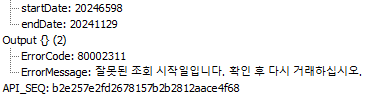 startDate: 20246598
endDate: 20241129
Output {} (2)
ErrorCode: 80002311
ErrorMessage: 잘못된 조회 시작일입니다. 확인 후 다시 거래하십시오.
API_SEQ: b2e257e2fd2678157b2b2812aace4f68